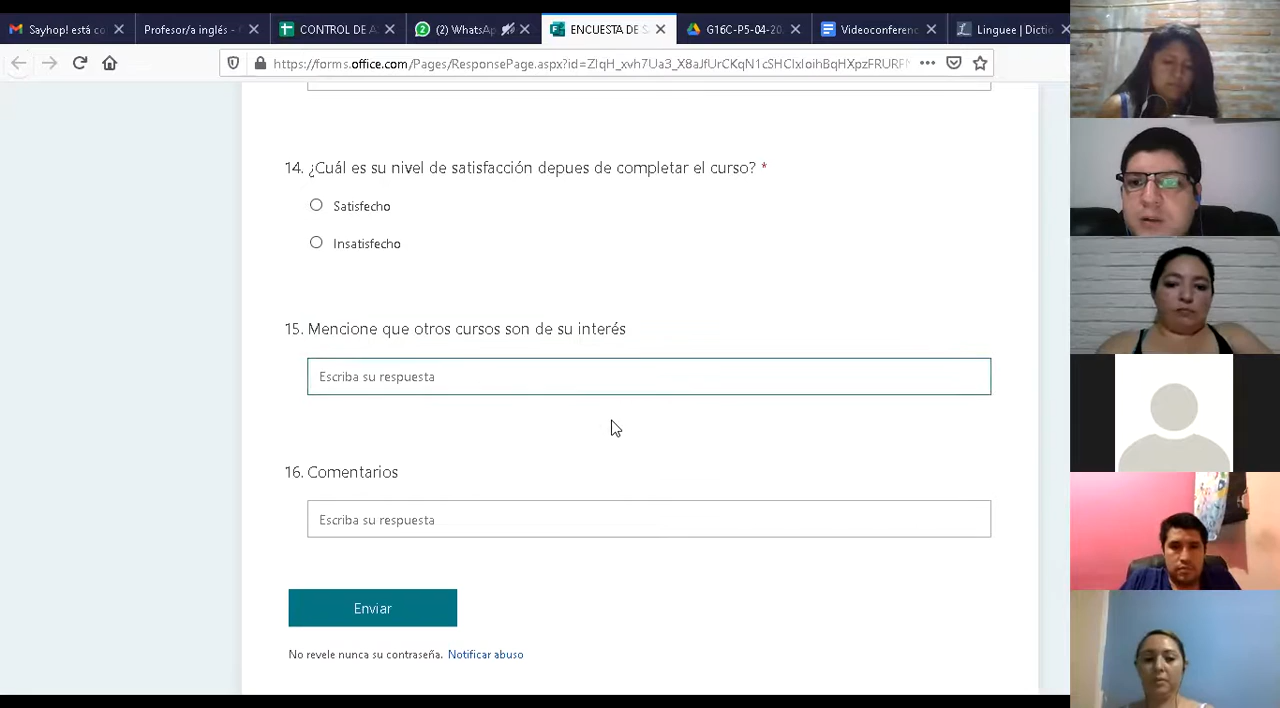 Sayhop! está co
Profesor/a inglés -
CONTROL DE A
(2) WhatsA
ENCUESTA DE S
G16C-P5-04-20
Videoconferenc
Linguee | Dictio
14. ¿Cuál es su nivel de satisfacción depues de completar el curso? *
Satisfecho
Insatisfecho
15. Mencione que otros cursos son de su interés
Escriba su respuesta
16. Comentarios
Escriba su respuesta
Enviar
No revele nunca su contraseña. Notificar abuso